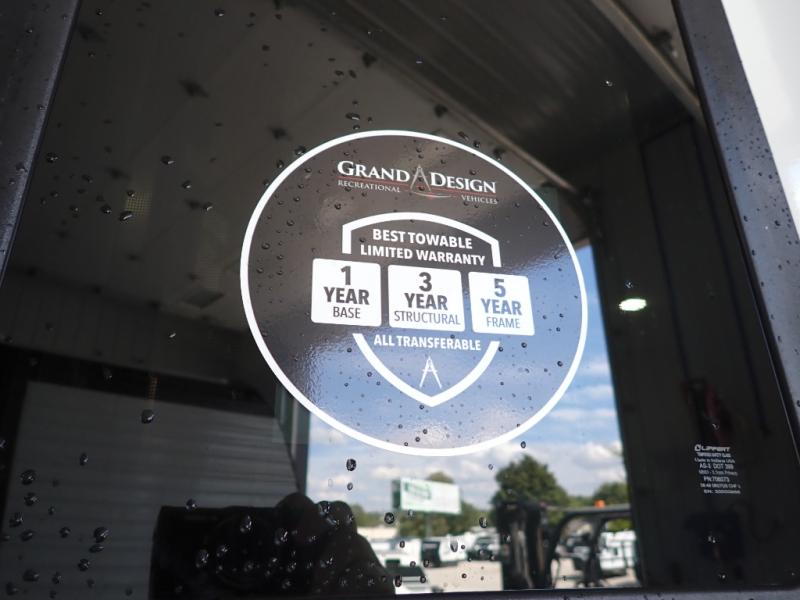 GRAND DESIGN
RECREATIONAL VEHICLES
BEST TOWABLE
LIMITED WARRANTY
1
YEAR
BASE
3
YEAR
STRUCTURAL
5
YEAR
FRAME
ALL TRANSFERABLE
LIPPERT